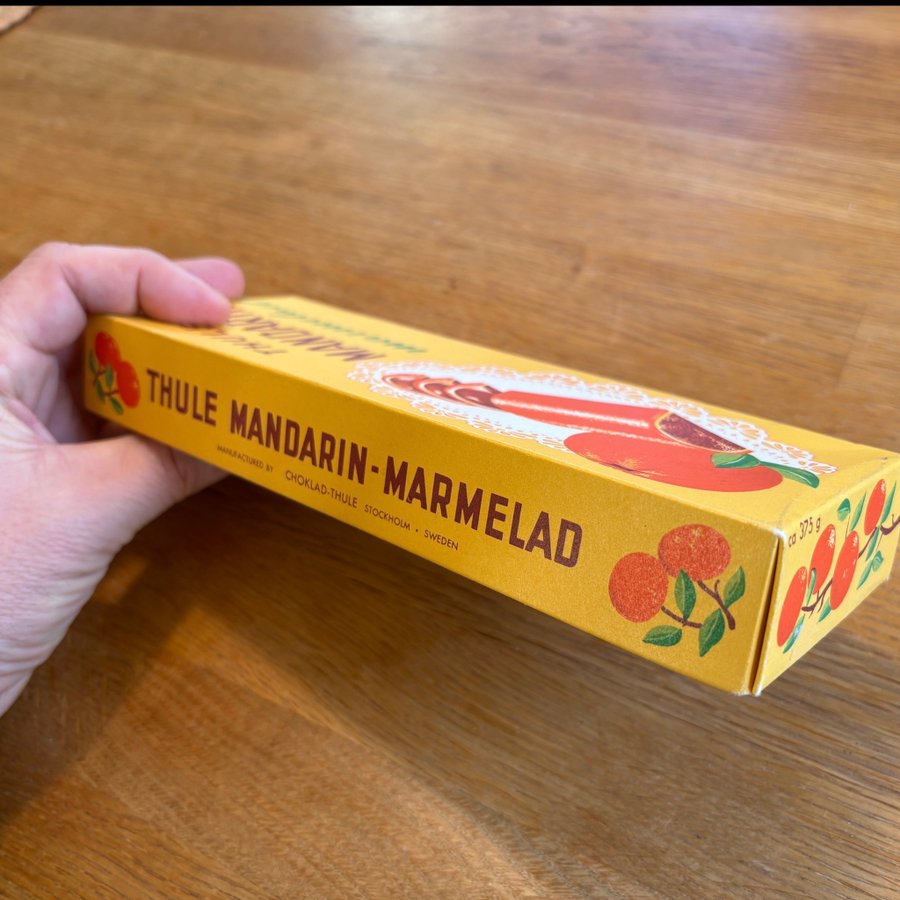 THULE MANDARIN-MARMELAD
MANUFACTURED BY CHOKLAD-THULE STOCKHOLM • SWEDEN
ca 375 g